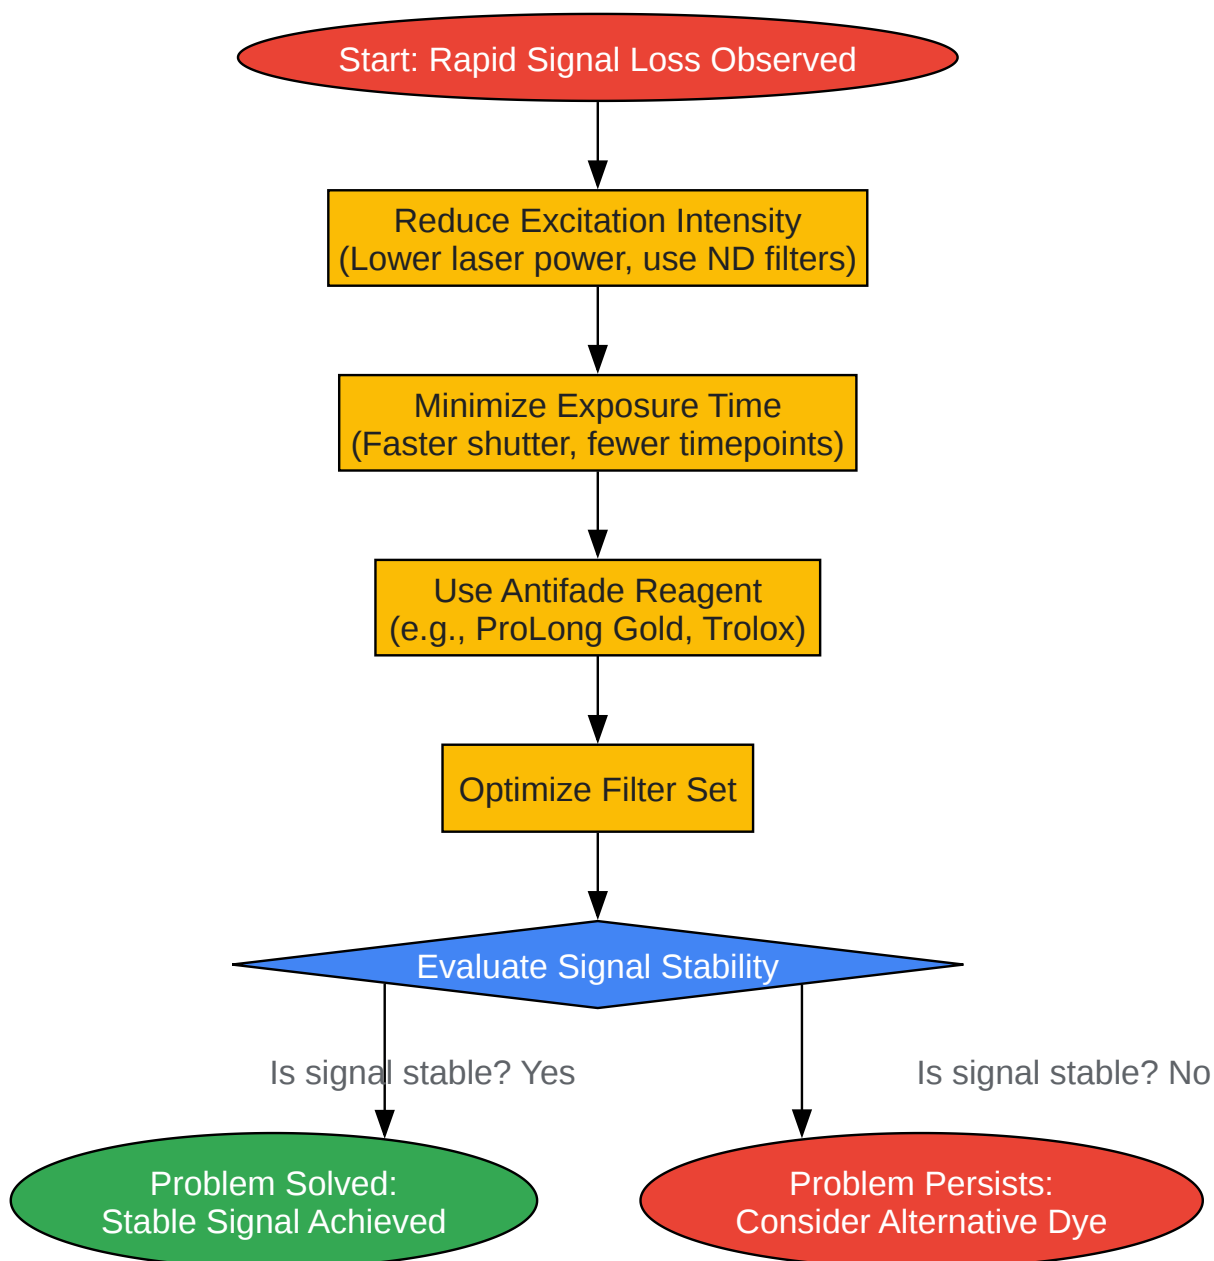 Start: Rapid Signal Loss Observed
Reduce Excitation Intensity
(Lower laser power, use ND filters)
Minimize Exposure Time
(Faster shutter, fewer timepoints)
Use Antifade Reagent
(e.g., ProLong Gold, Trolox)
Optimize Filter Set
Evaluate Signal Stability
Is signal stable? Yes
Is signal stable? No
Problem Solved:
Stable Signal Achieved
Problem Persists:
Consider Alternative Dye